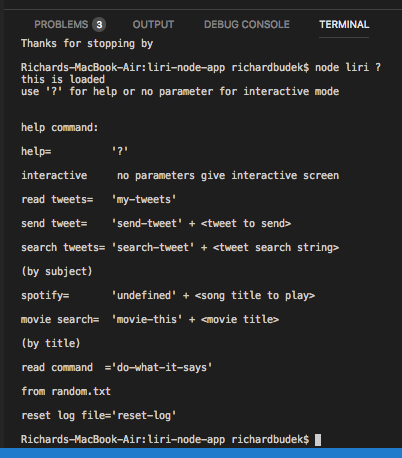 PROBLEMS 3 OUTPUT DEBUG CONSOLE TERMINAL
Thanks for stopping by
Richards-MacBook-Air:liri-node-app richardbudek$ node liri ?
this is loaded
use '?' for help or no parameter for interactive mode
help command:
help= '?'
interactive no parameters give interactive screen
read tweets= 'my-tweets'
send tweet= 'send-tweet' + <tweet to send>
search tweets= 'search-tweet' + <tweet search string>
(by subject)
spotify= 'undefined' + <song title to play>
movie search= 'movie-this' + <movie title>
(by title)
read command ='do-what-it-says'
from random.txt
reset log file='reset-log'
Richards-MacBook-Air:liri-node-app richardbudek$